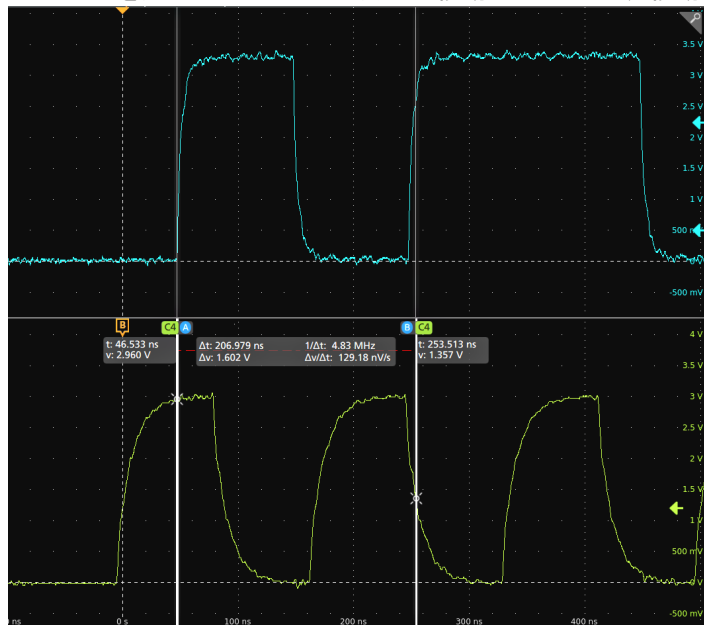 3.5 V
3 V
2.5 V
2 V
1.5 V
1 V
500 m
0 V
-500 mV
B
C4 A
B C4
t: 46.533 ns
v: 2.960 V
Δt: 206.979 ns 1/Δt: 4.83 MHz
Δv: 1.602 V Δv/Δt: 129.18 nV/s
t: 253.513 ns
v: 1.357 V
4 V
3.5 V
3 V
2.5 V
2 V
1.5 V
1 V
500 mV
0 V
-500 mV
ns 0 s 100 ns 200 ns 300 ns 400 ns